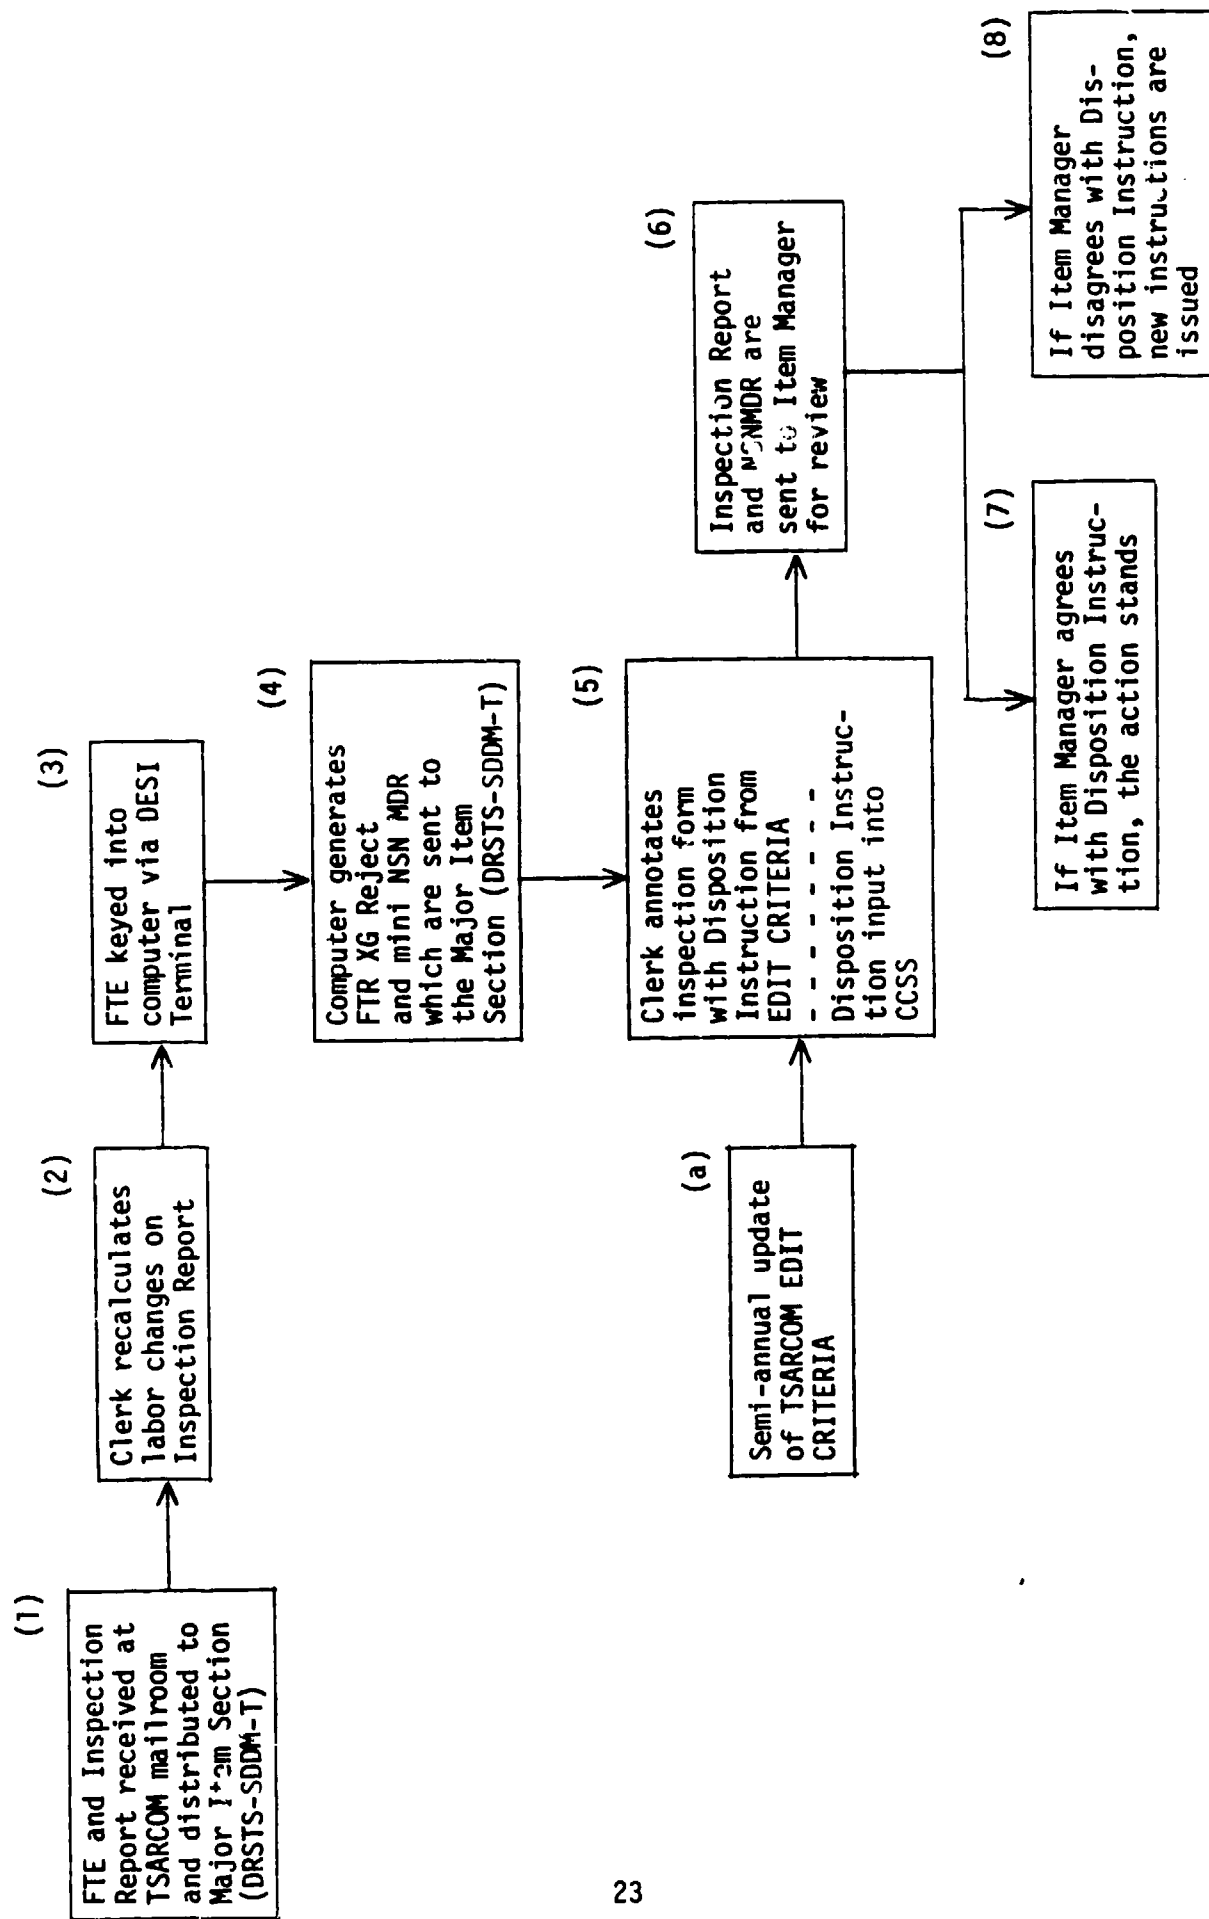 (1)
FTE and Inspection
Report received at
TSARCOM mailroom
and distributed to
Major Item Section
(DRSTS-SDDM-T)
(2)
Clerk recalculates
labor changes on
Inspection Report
(3)
FTE keyed into
computer via DESI
Terminal
(4)
Computer generates
FTR XG Reject
and mini NSN MDR
which are sent to
the Major Item
Section (DRSTS-SDDM-T)
(a)
Semi-annual update
of TSARCOM EDIT
CRITERIA
(5)
Clerk annotates
inspection form
with Disposition
Instruction from
EDIT CRITERIA
- - - - - - - -
Disposition Instruc-
tion input into
CCSS
(6)
Inspection Report
and NSNMDR are
sent to Item Manager
for review
(7)
If Item Manager agrees
with Disposition Instruc-
tion, the action stands
(8)
If Item Manager
disagrees with Dis-
position Instruction,
new instructions are
issued
23